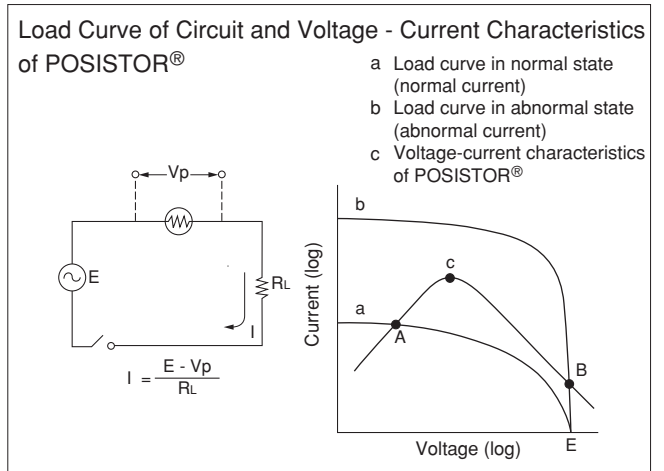 Load Curve of Circuit and Voltage - Current Characteristics
of POSISTOR®
a Load curve in normal state
(normal current)
b Load curve in abnormal state
(abnormal current)
c Voltage-current characteristics
of POSISTOR®
Vp
E
RL
I
I = E - Vp
RL
b
c
a
A
B
Current (log)
Voltage (log)
E